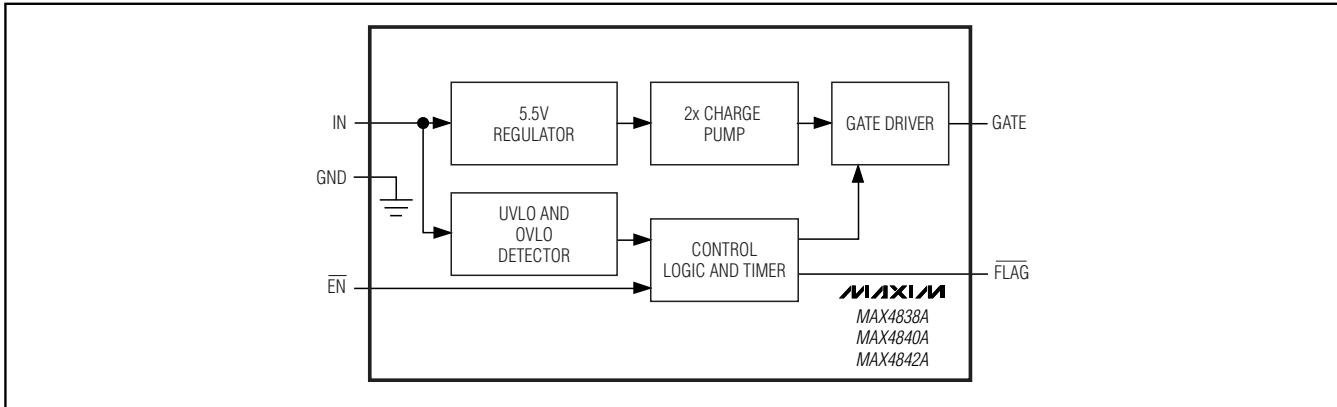 IN
5.5V
REGULATOR
2x CHARGE
PUMP
GATE DRIVER
GATE
GND
UVLO AND
OVLO
DETECTOR
CONTROL
LOGIC AND TIMER
EN
FLAG
MAXIM
MAX4838A
MAX4840A
MAX4842A